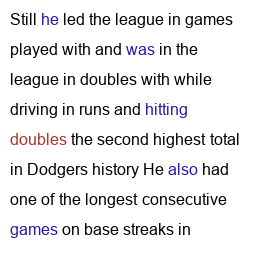 Still he led the league in games
played with and was in the
league in doubles with while
driving in runs and hitting
doubles the second highest total
in Dodgers history He also had
one of the longest consecutive
games on base streaks in